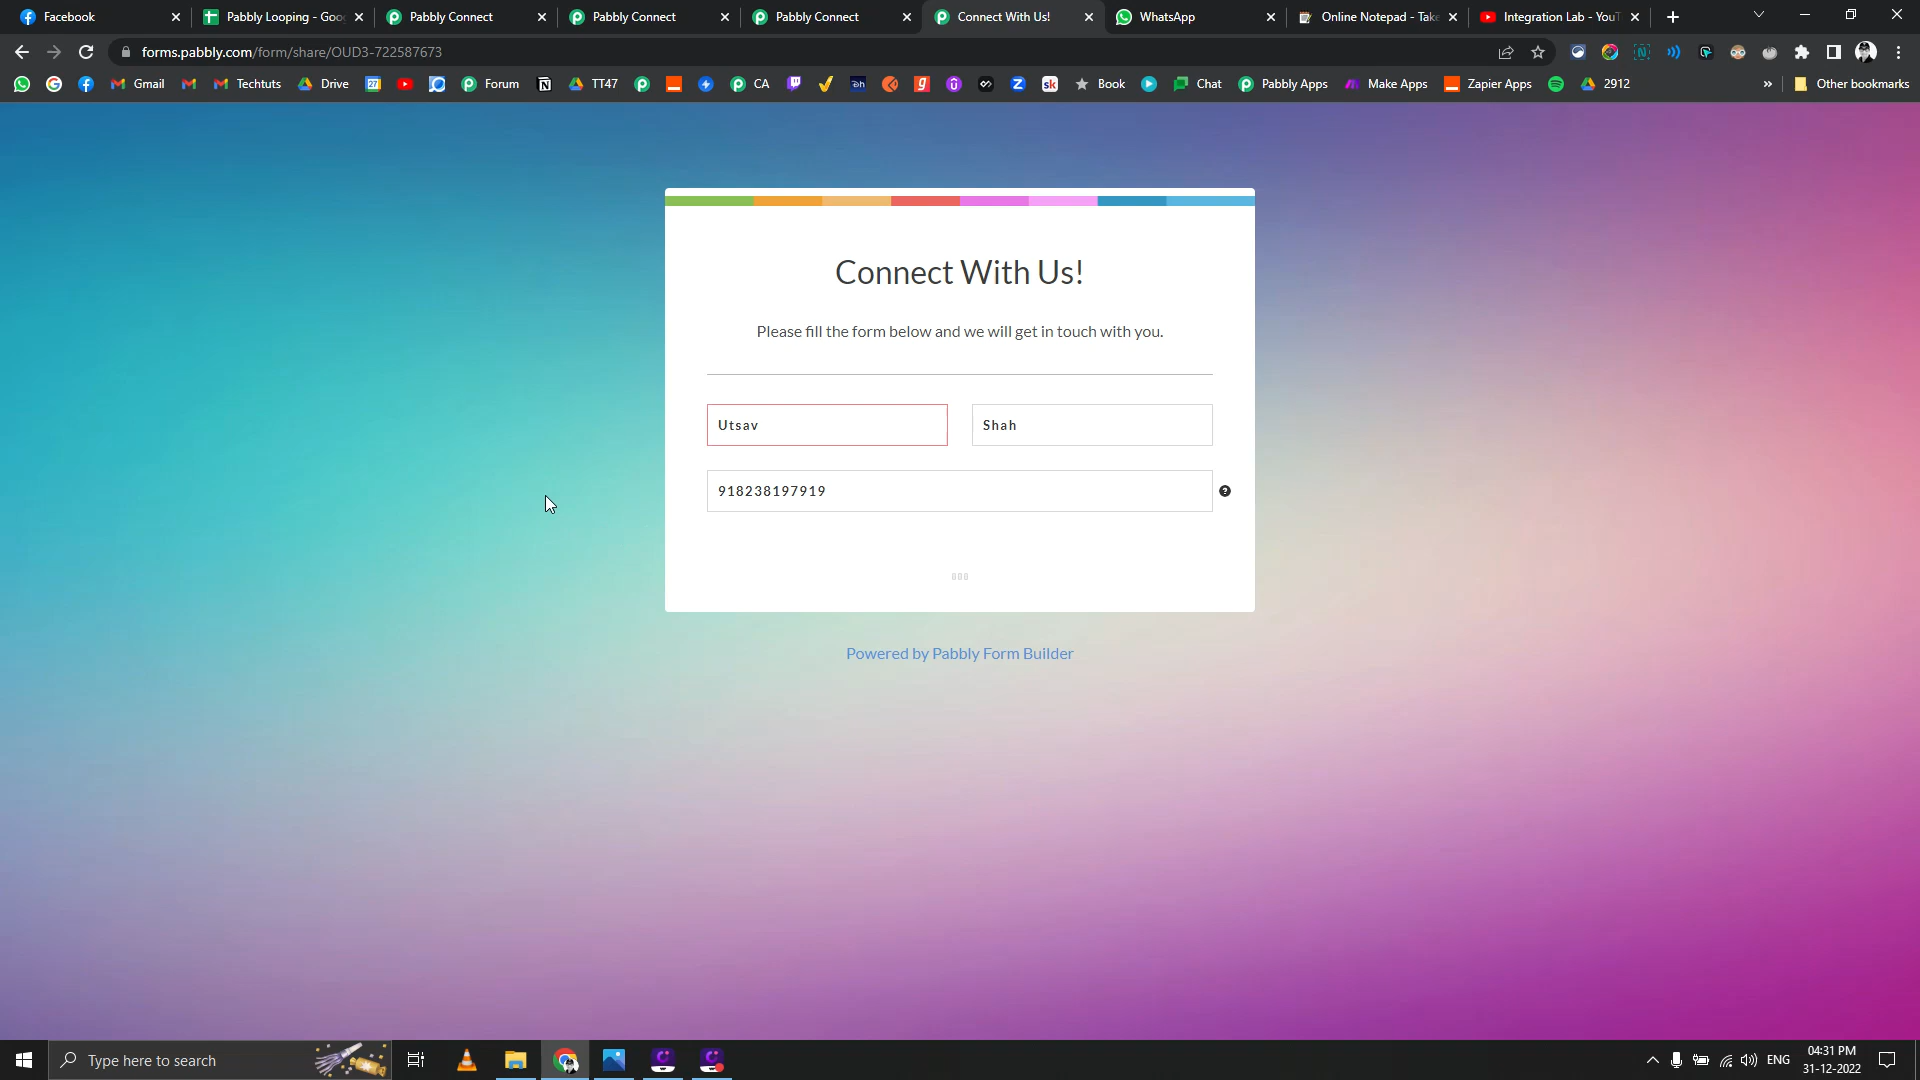 Facebook
Pabbly Looping - Goo
Pabbly Connect
Pabbly Connect
Pabbly Connect
Connect With Us!
WhatsApp
Online Notepad - Take
Integration Lab - YouT
forms.pabbly.com/form/share/OUD3-722587673
Gmail
Techtuts
Drive
Forum
TT47
CA
Book
Chat
Pabbly Apps
Make Apps
Zapier Apps
2912
Other bookmarks
Connect With Us!
Please fill the form below and we will get in touch with you.
Utsav
Shah
918238197919
Powered by Pabbly Form Builder
Type here to search
ENG
04:31 PM
31-12-2022